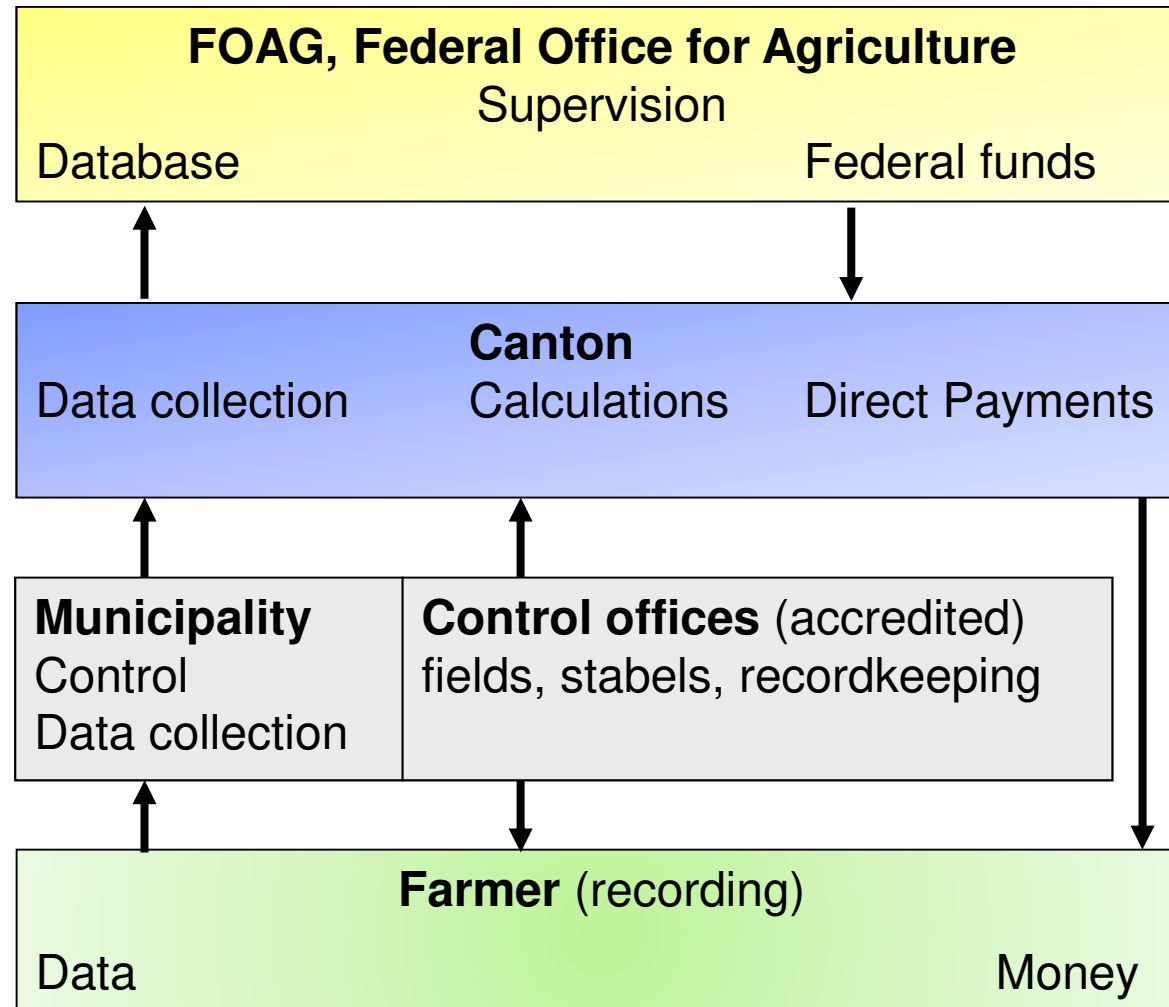 FOAG, Federal Office for Agriculture
Supervision
Database Federal funds
Canton
Data collection Calculations Direct Payments
Municipality
Control
Data collection
Control offices (accredited)
fields, stabels, recordkeeping
Farmer (recording)
Data Money